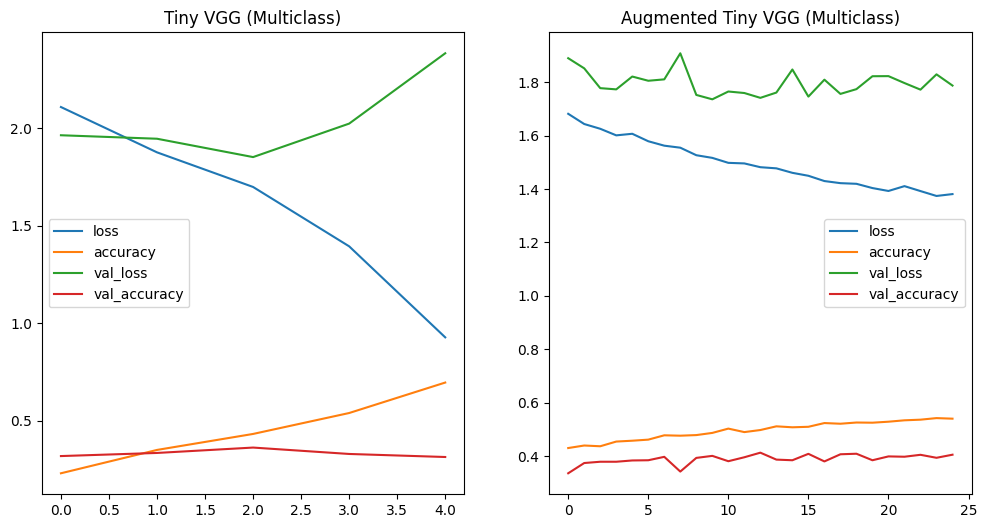 Tiny VGG (Multiclass)
2.0
1.5
1.0
0.5
loss
accuracy
val_loss
val_accuracy
0.0 0.5 1.0 1.5 2.0 2.5 3.0 3.5 4.0
Augmented Tiny VGG (Multiclass)
1.8
1.6
1.4
1.2
1.0
0.8
0.6
0.4
loss
accuracy
val_loss
val_accuracy
0 5 10 15 20 25